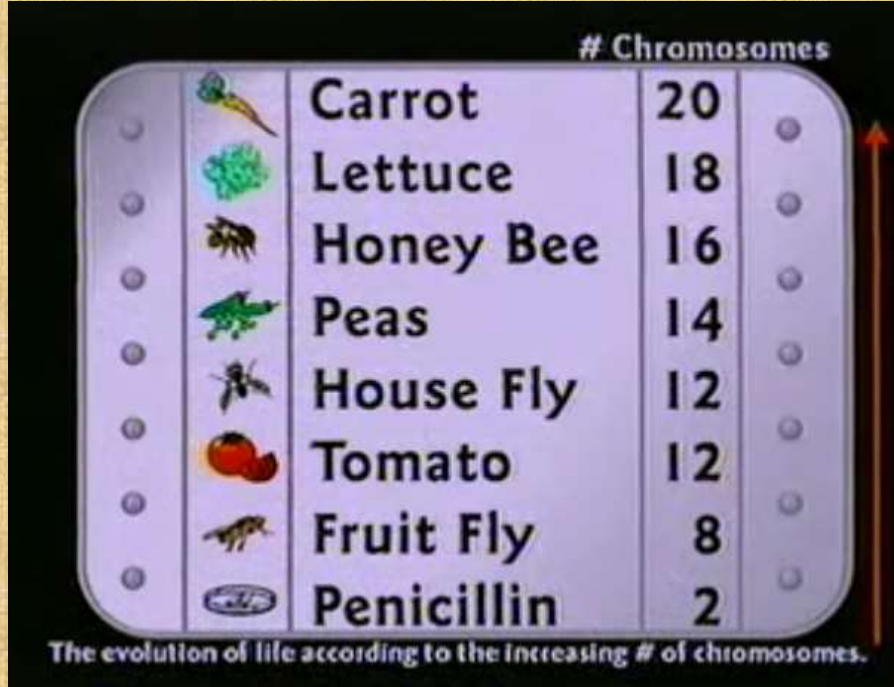 # Chromosomes
Carrot 20
Lettuce 18
Honey Bee 16
Peas 14
House Fly 12
Tomato 12
Fruit Fly 8
Penicillin 2
The evolution of life according to the increasing # of chromosomes.